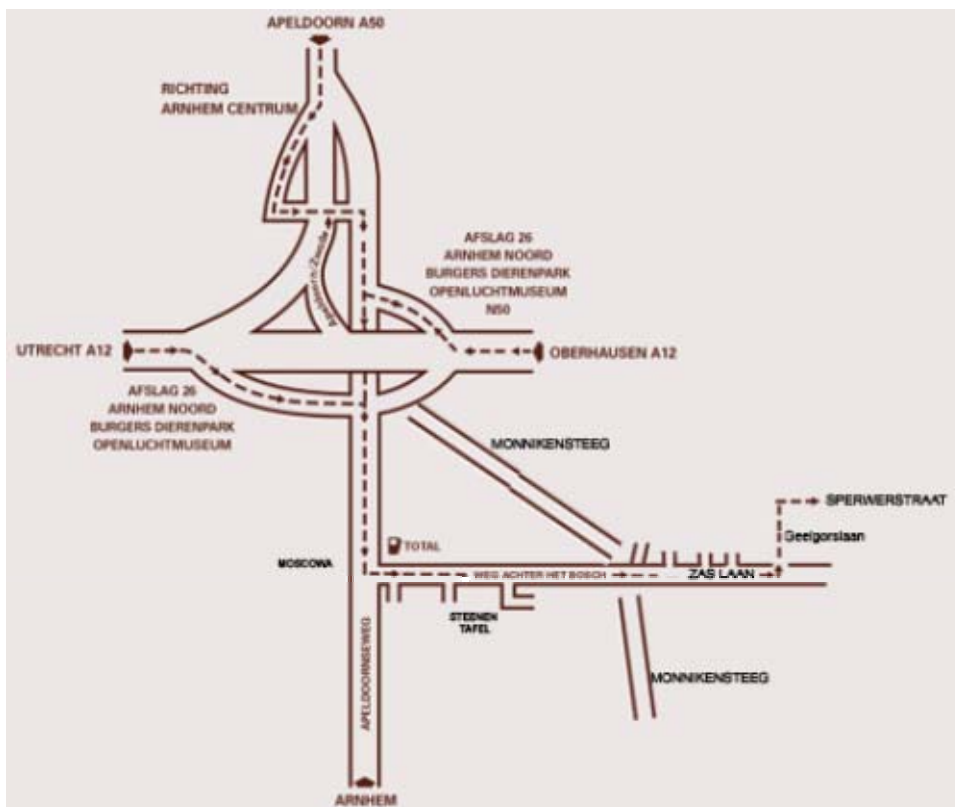 APELDOORN A50
RICHTING
ARNHEM CENTRUM
AFSLAG 26
ARNHEM NOORD
BURGERS DIERENPARK
OPENLUCHTMUSEUM
N50
Apeldoorn/Zwolle
UTRECHT A12
OBERHAUSEN A12
AFSLAG 26
ARNHEM NOORD
BURGERS DIERENPARK
OPENLUCHTMUSEUM
MONNIKENSTEEG
SPERWERSTRAAT
Geelgorslaan
TOTAL
MOSCOWA
WEG ACHTER HET BOSCH
ZAS LAAN
STEENEN
TAFEL
APELDOORNSEWEG
MONNIKENSTEEG
ARNHEM